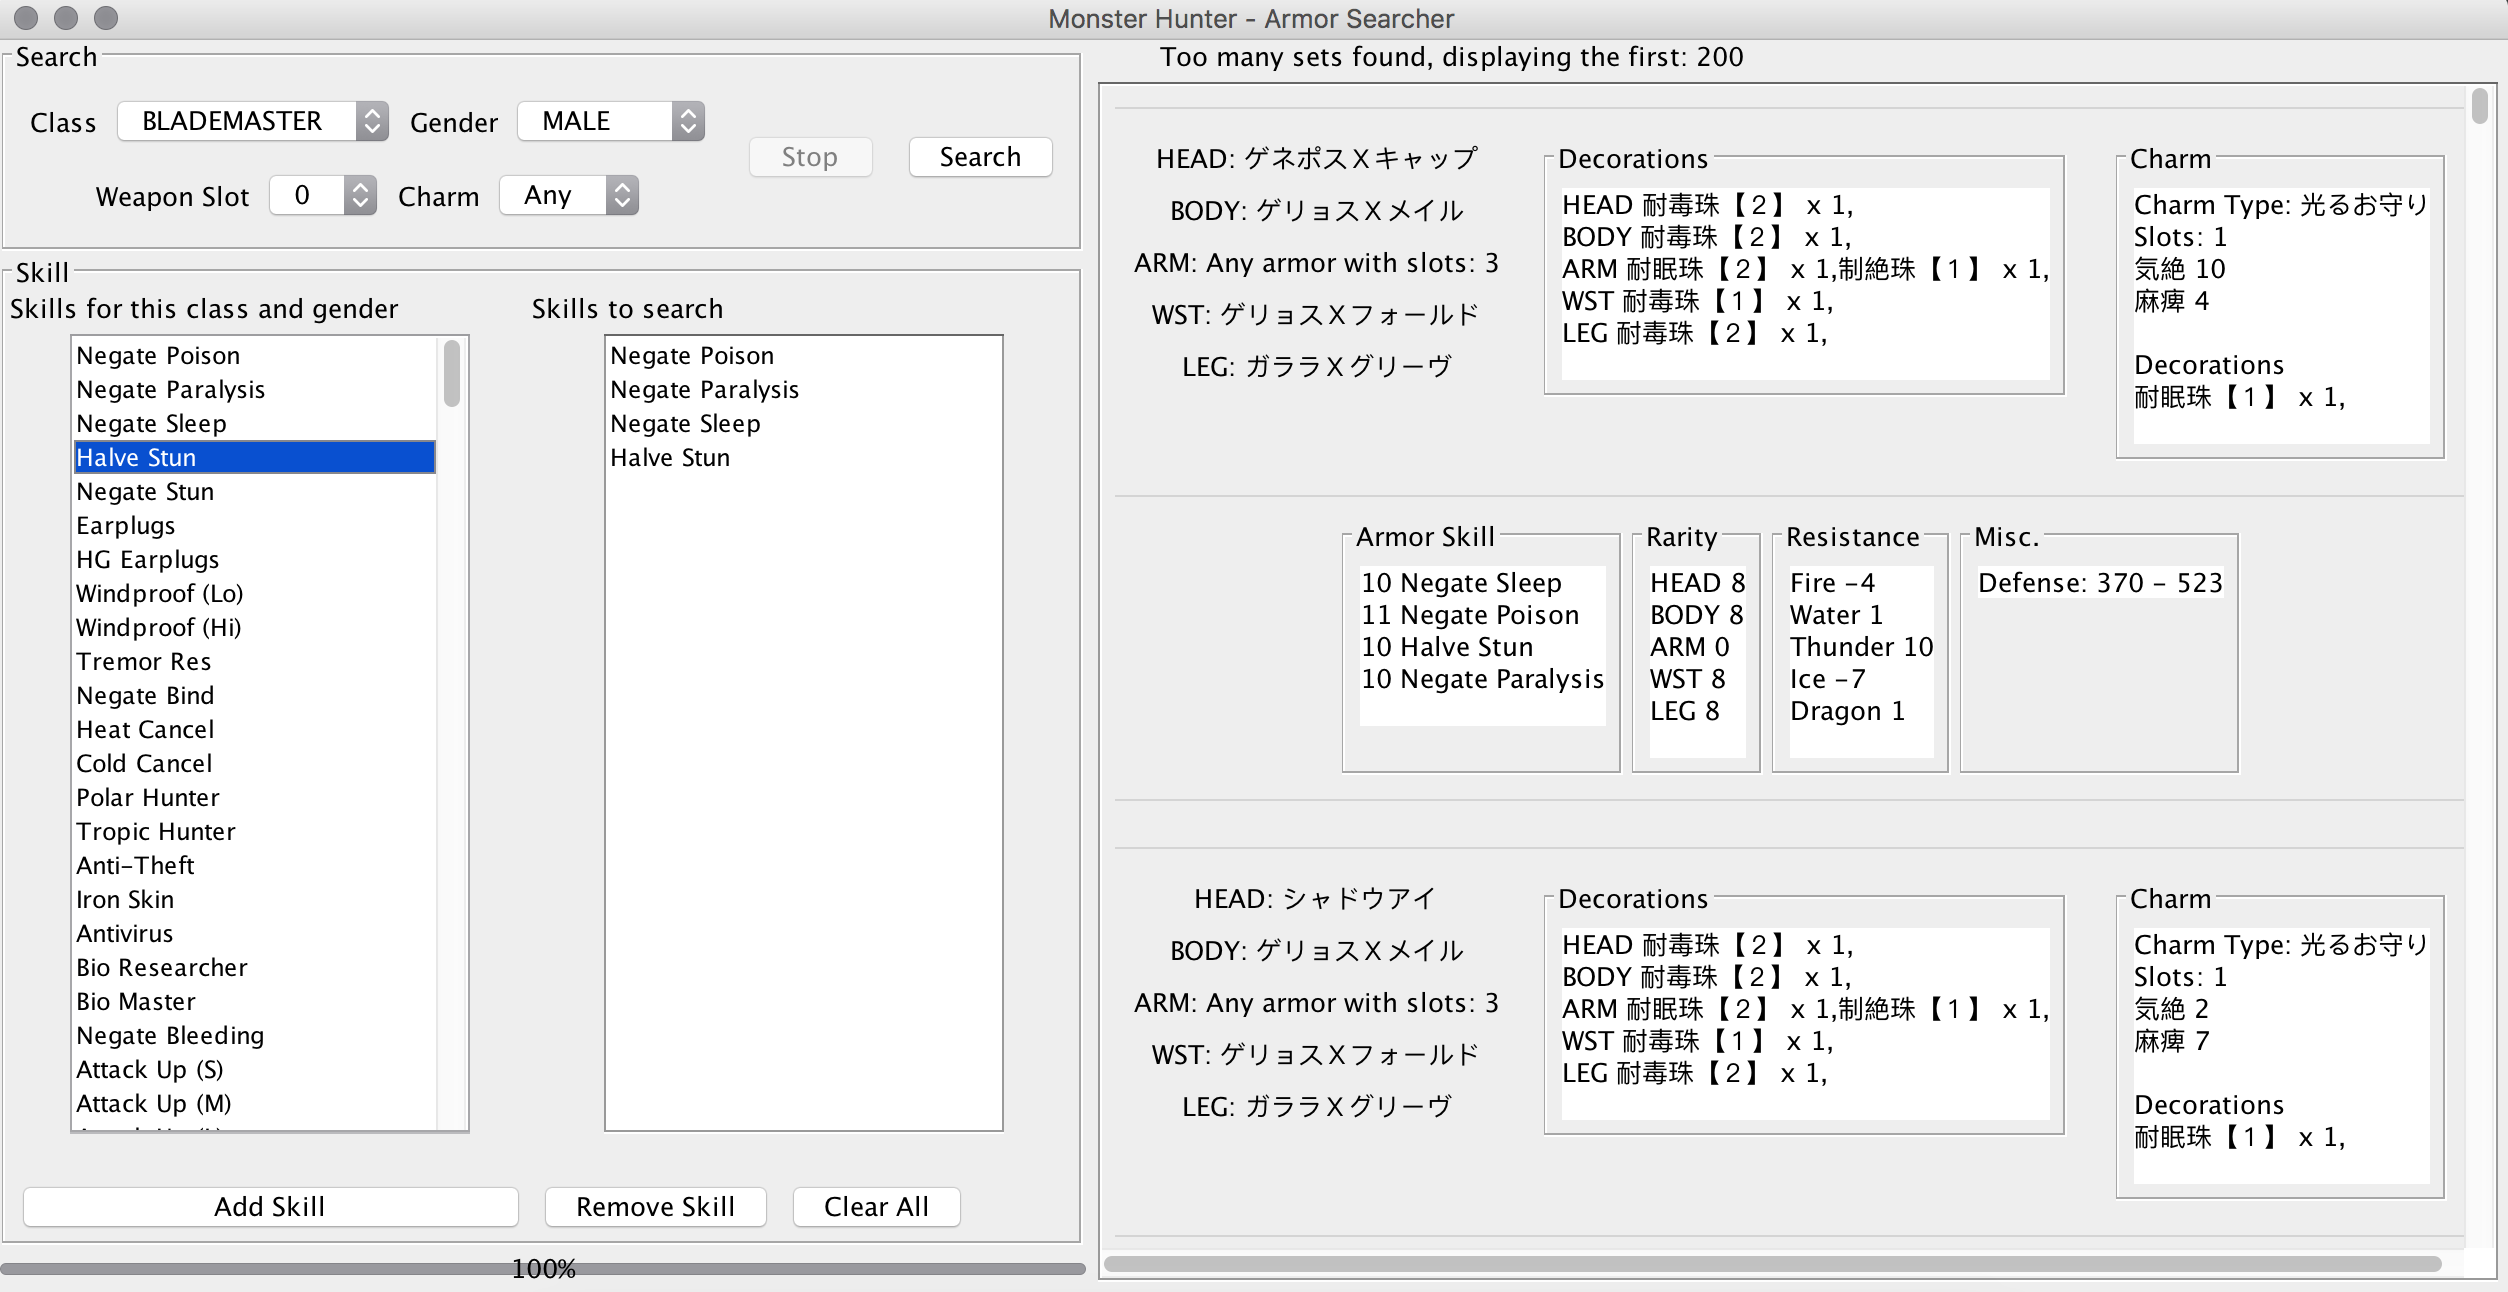 Monster Hunter - Armor Searcher
Search
Class BLADEMASTER Gender MALE
Stop Search
Weapon Slot 0 Charm Any
Skill
Skills for this class and gender
Negate Poison
Negate Paralysis
Negate Sleep
Halve Stun
Negate Stun
Earplugs
HG Earplugs
Windproof (Lo)
Windproof (Hi)
Tremor Res
Negate Bind
Heat Cancel
Cold Cancel
Polar Hunter
Tropic Hunter
Anti-Theft
Iron Skin
Antivirus
Bio Researcher
Bio Master
Negate Bleeding
Attack Up (S)
Attack Up (M)
Skills to search
Negate Poison
Negate Paralysis
Negate Sleep
Halve Stun
Add Skill Remove Skill Clear All
100%
Too many sets found, displaying the first: 200
HEAD: ゲネポスXキャップ
BODY: ゲリョスXメイル
ARM: Any armor with slots: 3
WST: ゲリョスXフォールド
LEG: ガララXグリーヴ
Decorations
HEAD 耐毒珠【2】 x 1,
BODY 耐毒珠【2】 x 1,
ARM 耐眠珠【2】 x 1,制絶珠【1】 x 1,
WST 耐毒珠【1】 x 1,
LEG 耐毒珠【2】 x 1,
Charm
Charm Type: 光るお守り
Slots: 1
気絶 10
麻痺 4
Decorations
耐眠珠【1】 x 1,
Armor Skill
10 Negate Sleep
11 Negate Poison
10 Halve Stun
10 Negate Paralysis
Rarity
HEAD 8
BODY 8
ARM 0
WST 8
LEG 8
Resistance
Fire -4
Water 1
Thunder 10
Ice -7
Dragon 1
Misc.
Defense: 370 - 523
HEAD: シャドウアイ
BODY: ゲリョスXメイル
ARM: Any armor with slots: 3
WST: ゲリョスXフォールド
LEG: ガララXグリーヴ
Decorations
HEAD 耐毒珠【2】 x 1,
BODY 耐毒珠【2】 x 1,
ARM 耐眠珠【2】 x 1,制絶珠【1】 x 1,
WST 耐毒珠【1】 x 1,
LEG 耐毒珠【2】 x 1,
Charm
Charm Type: 光るお守り
Slots: 1
気絶 2
麻痺 7
Decorations
耐眠珠【1】 x 1,